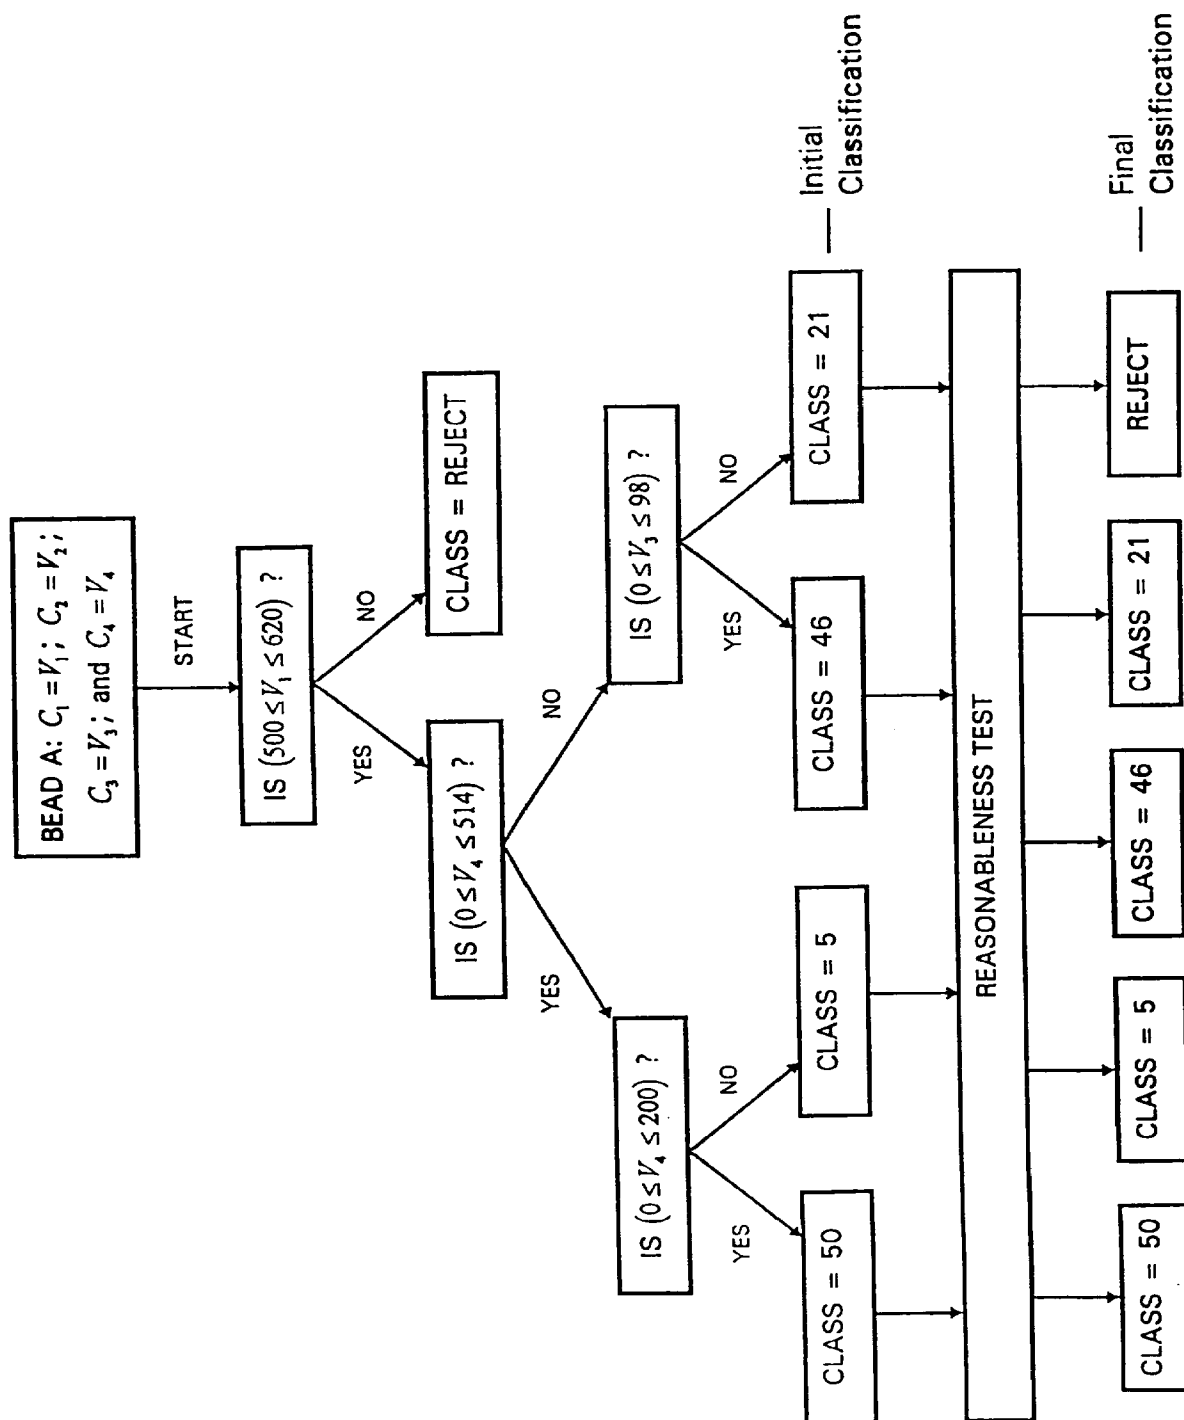 BEAD A: C₁ = V₁; C₂ = V₂;
C₃ = V₃; and C₄ = V₄
START
IS (500 ≤ V₁ ≤ 620) ?
YES
NO
IS (0 ≤ V₄ ≤ 514) ?
CLASS = REJECT
YES
NO
IS (0 ≤ V₄ ≤ 200) ?
IS (0 ≤ V₃ ≤ 98) ?
YES
NO
YES
NO
CLASS = 50
CLASS = 5
CLASS = 46
CLASS = 21
Initial
Classification
REASONABLENESS TEST
CLASS = 50
CLASS = 5
CLASS = 46
CLASS = 21
REJECT
Final
Classification